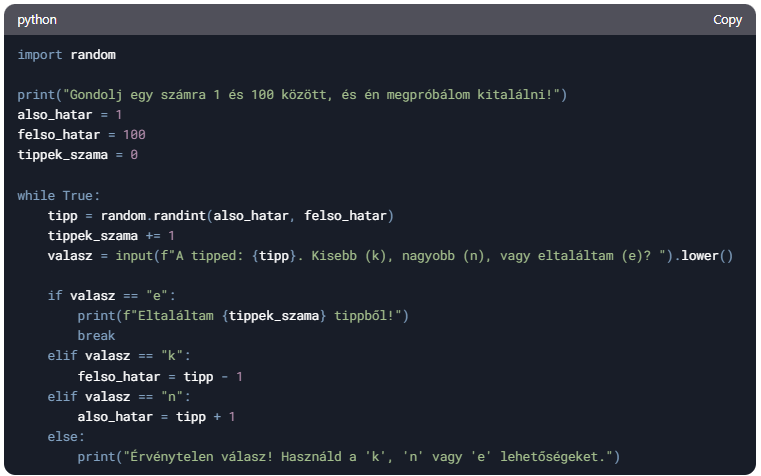 python
Copy
import random
print("Gondolj egy számra 1 és 100 között, és én megpróbálom kitalálni!")
also_hatar = 1
felso_hatar = 100
tippek_szama = 0
while True:
    tipp = random.randint(also_hatar, felso_hatar)
    tippek_szama += 1
    valasz = input(f"A tipped: {tipp}. Kisebb (k), nagyobb (n), vagy eltaláltam (e)? ").lower()
    if valasz == "e":
        print(f"Eltaláltam {tippek_szama} tippből!")
        break
    elif valasz == "k":
        felso_hatar = tipp - 1
    elif valasz == "n":
        also_hatar = tipp + 1
    else:
        print("Érvénytelen válasz! Használd a 'k', 'n' vagy 'e' lehetőségeket.")